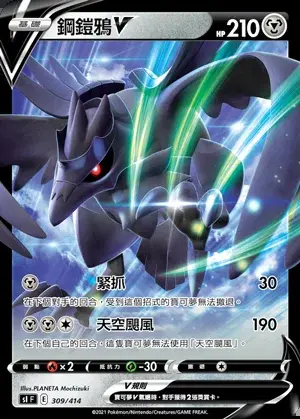 基礎 鋼鎧鴉V HP 210
緊抓 30
在下個對手的回合,受到這個招式的寶可夢無法撤退。
天空颶風 190
在下個自己的回合,這隻寶可夢無法使用「天空颶風」。
弱點 ×2 抵抗力 -30 撤退
V規則
寶可夢V氣絕時,對手獲得2張獎賞卡。
Illus.PLANETA Mochizuki
sI F E 309/414
©2021 Pokémon/Nintendo/Creatures/GAME FREAK.